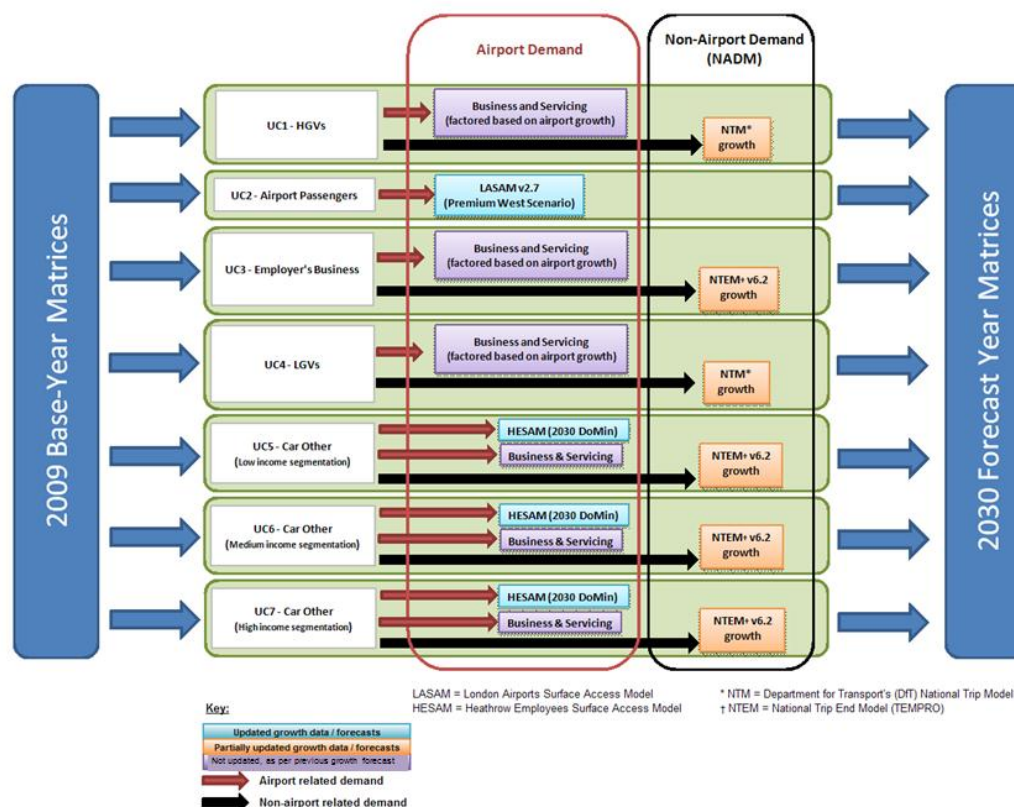 Airport Demand
Non-Airport Demand
(NADM)
2009 Base-Year Matrices
UC1 - HGVs
Business and Servicing
(factored based on airport growth)
NTM*
growth
UC2 - Airport Passengers
LASAM v2.7
(Premium West Scenario)
UC3 - Employer's Business
Business and Servicing
(factored based on airport growth)
NTEM+ v6.2
growth
UC4 - LGVs
Business and Servicing
(factored based on airport growth)
NTM*
growth
UC5 - Car Other
(Low income segmentation)
HESAM (2030 DoMin)
Business & Servicing
NTEM+ v6.2
growth
UC6 - Car Other
(Medium income segmentation)
HESAM (2030 DoMin)
Business & Servicing
NTEM+ v6.2
growth
UC7 - Car Other
(High income segmentation)
HESAM (2030 DoMin)
Business & Servicing
NTEM+ v6.2
growth
2030 Forecast Year Matrices
LASAM = London Airports Surface Access Model
HESAM = Heathrow Employees Surface Access Model
* NTM = Department for Transport's (DfT) National Trip Model
† NTEM = National Trip End Model (TEMPRO)
Key:
Updated growth data / forecasts
Partially updated growth data / forecasts
Not updated, as per previous growth forecast
Airport related demand
Non-airport related demand